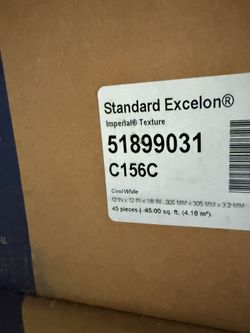 Standard Excelon®
Imperial® Texture
51899031
C156C
Cool White
12 IN x 12 IN x 1/8 IN 305 MM x 305 MM x 3.2 MM
45 pieces | 45.00 sq. ft. (4.18 m²)